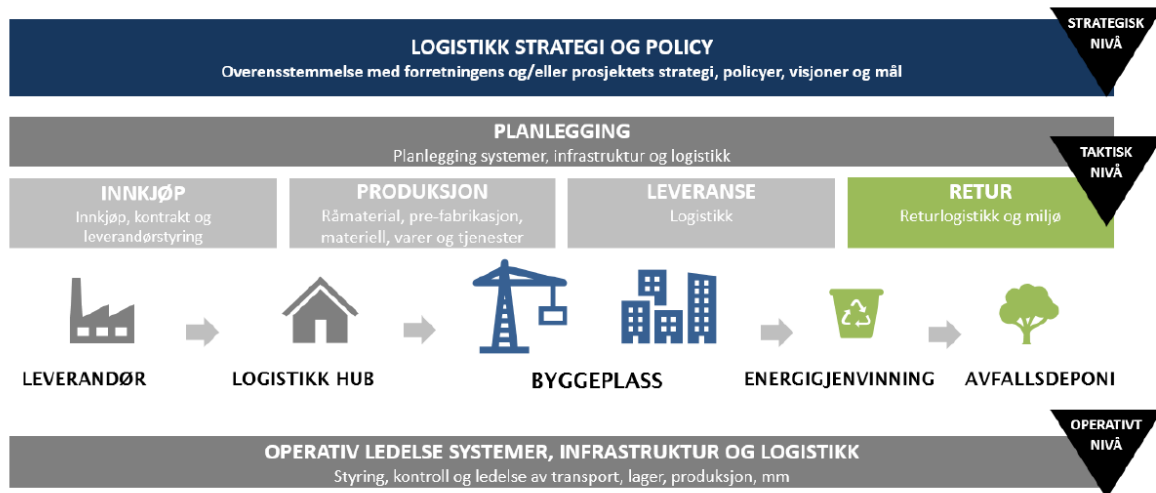 STRATEGISK
NIVÅ
LOGISTIKK STRATEGI OG POLICY
Overensstemmelse med forretningens og/eller prosjektets strategi, policyer, visjoner og mål
PLANLEGGING
Planlegging systemer, infrastruktur og logistikk
TAKTISK
NIVÅ
INNKJØP
Innkjøp, kontrakt og
leverandørstyring
PRODUKSJON
Råmaterial, pre-fabrikasjon,
materiell, varer og tjenester
LEVERANSE
Logistikk
RETUR
Returlogistikk og miljø
LEVERANDØR
LOGISTIKK HUB
BYGGEPLASS
ENERGIGJENVINNING
AVFALLSDEPONI
OPERATIVT
NIVÅ
OPERATIV LEDELSE SYSTEMER, INFRASTRUKTUR OG LOGISTIKK
Styring, kontroll og ledelse av transport, lager, produksjon, mm